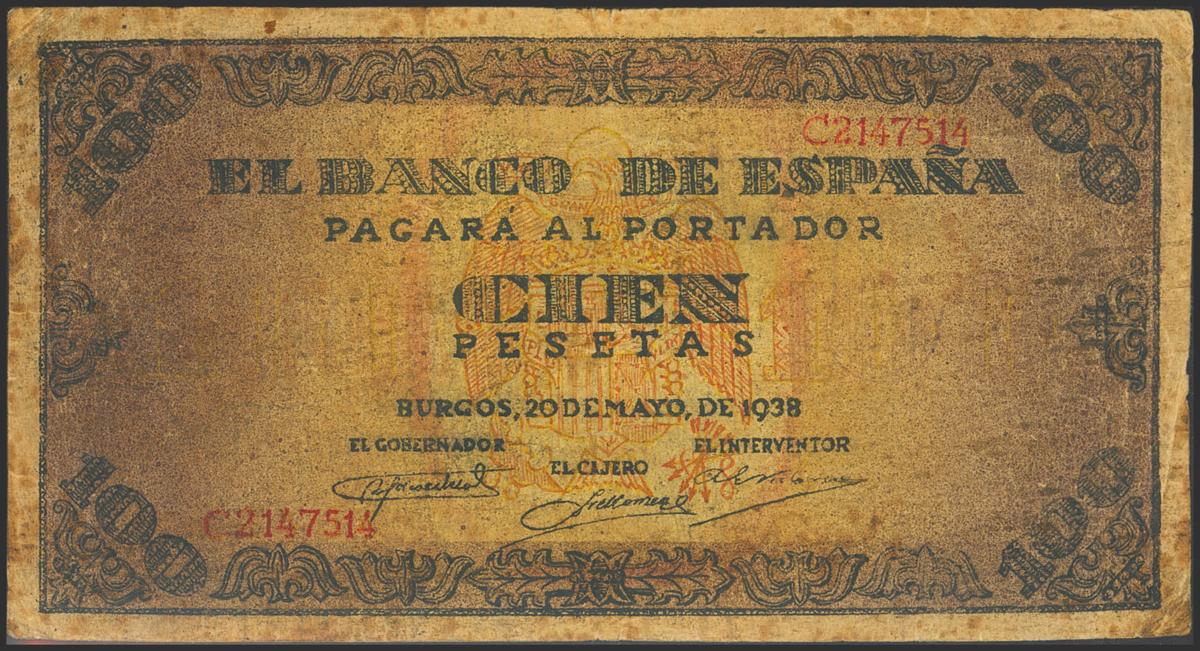 100
100
C2147514
EL BANCO DE ESPAÑA
PAGARÁ AL PORTADOR
CIEN
PESETAS
BURGOS, 20 DE MAYO, DE 1938
EL GOBERNADOR
EL INTERVENTOR
EL CAJERO
C2147514
100
100